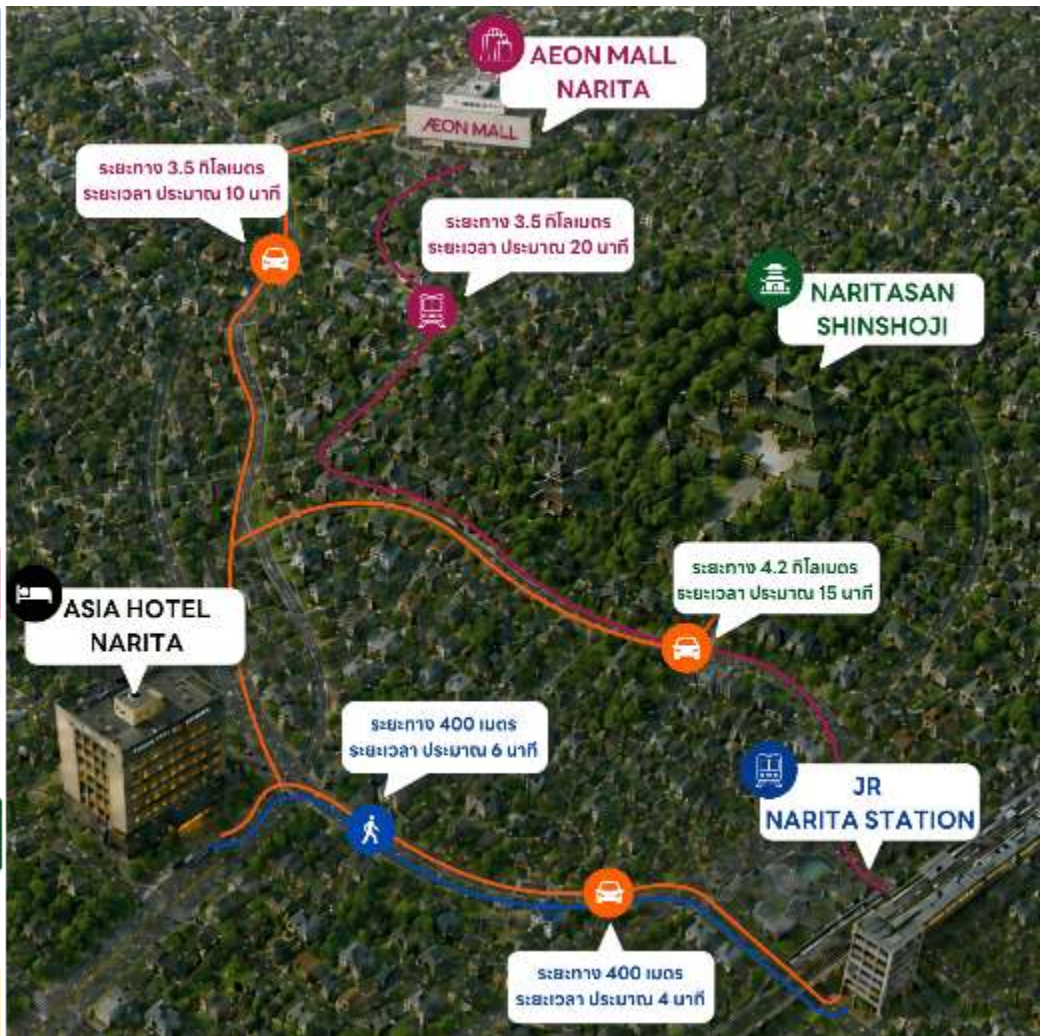 AEON MALL
NARITA
ÆON MALL
ระยะทาง 3.5 กิโลเมตร
ระยะเวลา ประมาณ 10 นาที
ระยะทาง 3.5 กิโลเมตร
ระยะเวลา ประมาณ 20 นาที
NARITASAN
SHINSHOJI
ระยะทาง 4.2 กิโลเมตร
ระยะเวลา ประมาณ 15 นาที
ASIA HOTEL
NARITA
ระยะทาง 400 เมตร
ระยะเวลา ประมาณ 6 นาที
JR
NARITA STATION
ระยะทาง 400 เมตร
ระยะเวลา ประมาณ 4 นาที